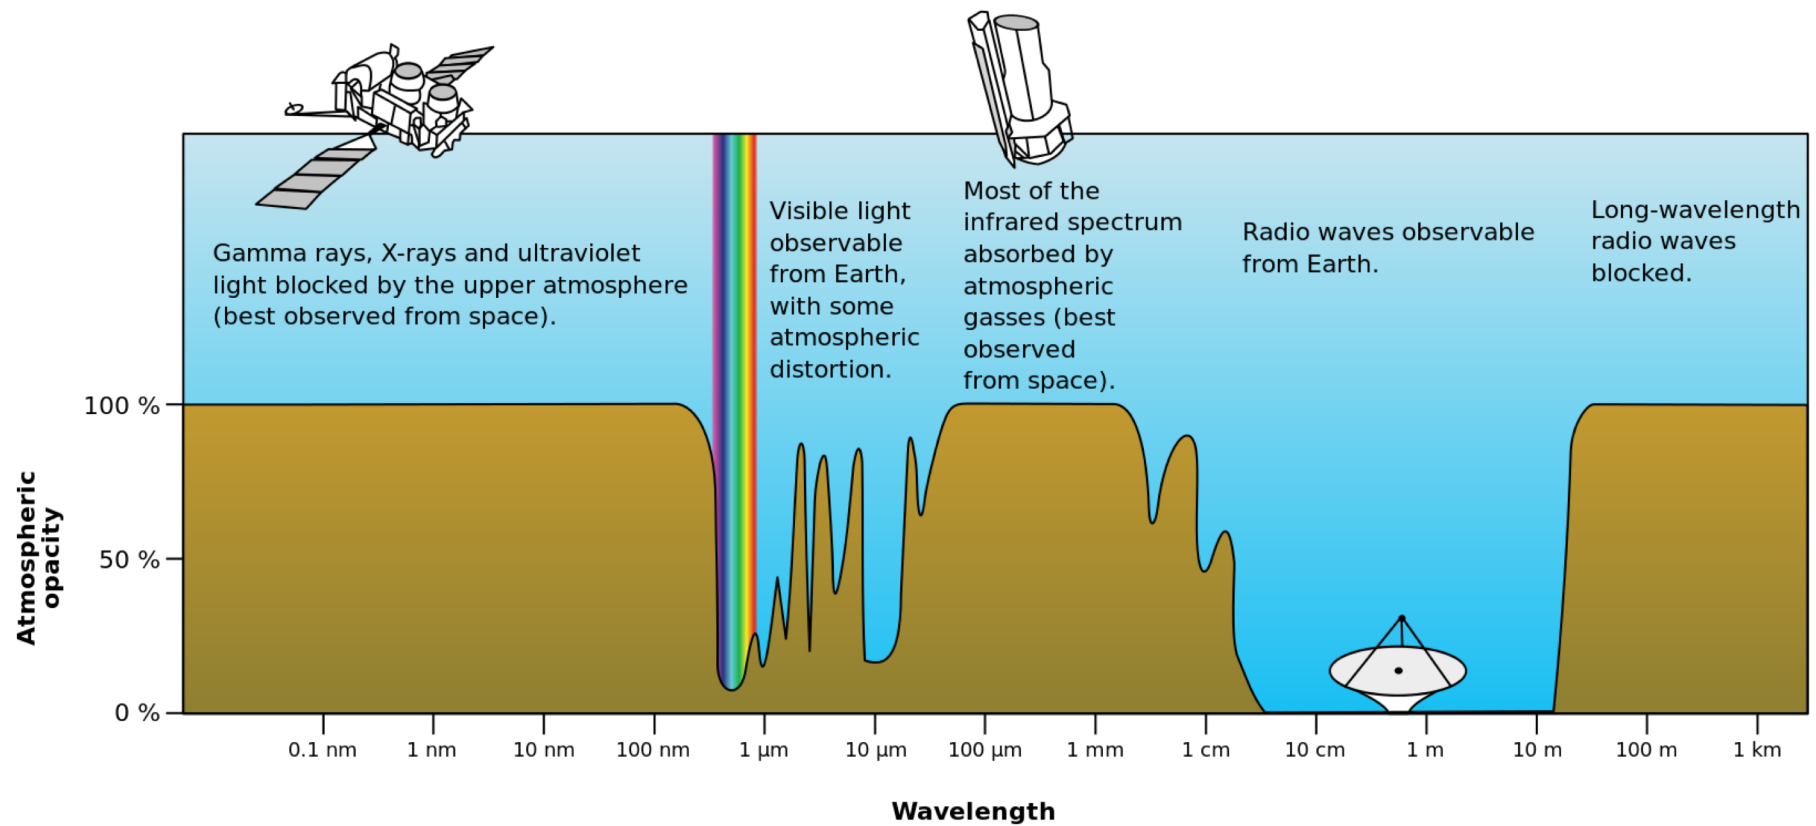 Gamma rays, X-rays and ultraviolet
light blocked by the upper atmosphere
(best observed from space).
Visible light
observable
from Earth,
with some
atmospheric
distortion.
Most of the
infrared spectrum
absorbed by
atmospheric
gasses (best
observed
from space).
Radio waves observable
from Earth.
Long-wavelength
radio waves
blocked.
Atmospheric
opacity
100 %
50 %
0 %
0.1 nm
1 nm
10 nm
100 nm
1 μm
10 μm
100 μm
1 mm
1 cm
10 cm
1 m
10 m
100 m
1 km
Wavelength